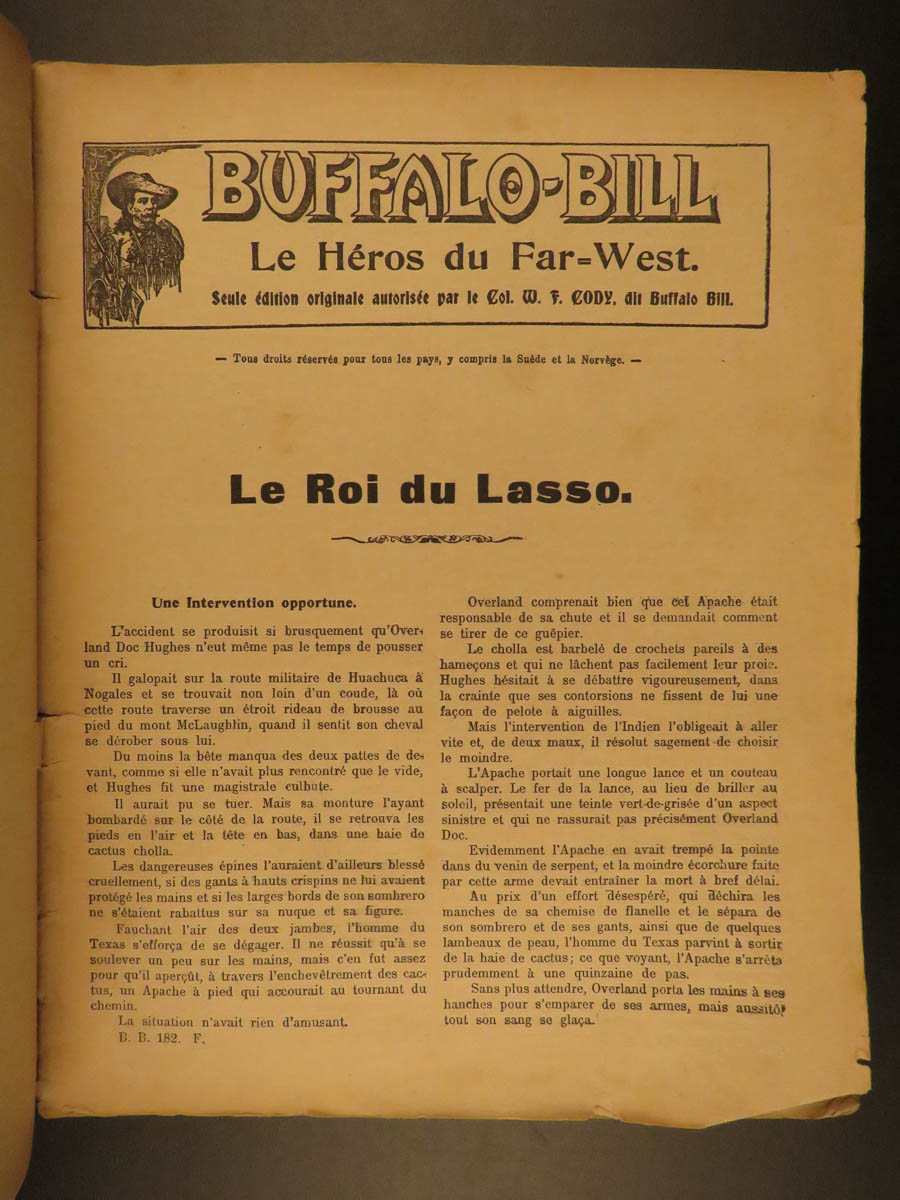 BUFFALO-BILL
Le Héros du Far=West.
Seule édition originale autorisée par le Col. W. F. CODY, dit Buffalo Bill.
— Tous droits réservés pour tous les pays, y compris la Suède et la Norvège. —
Le Roi du Lasso.
Une Intervention opportune.
L'accident se produisit si brusquement qu'Over-
land Doc Hughes n'eut même pas le temps de pousser
un cri.
Il galopait sur la route militaire de Huachuca à
Nogales et se trouvait non loin d'un coude, là où
cette route traverse un étroit rideau de brousse au
pied du mont McLaughlin, quand il sentit son cheval
se dérober sous lui.
Du moins la bête manqua des deux pattes de de-
vant, comme si elle n'avait plus rencontré que le vide,
et Hughes fit une magistrale culbute.
Il aurait pu se tuer. Mais sa monture l'ayant
bombardé sur le côté de la route, il se retrouva les
pieds en l'air et la tête en bas, dans une haie de
cactus cholla.
Les dangereuses épines l'auraient d'ailleurs blessé
cruellement, si des gants à hauts crispins ne lui avaient
protégé les mains et si les larges bords de son sombrero
ne s'étaient rabattus sur sa nuque et sa figure.
Fauchant l'air des deux jambes, l'homme du
Texas s'efforça de se dégager. Il ne réussit qu'à se
soulever un peu sur les mains, mais c'en fut assez
pour qu'il aperçût, à travers l'enchevêtrement des cac-
tus, un Apache à pied qui accourait au tournant du
chemin.
La situation n'avait rien d'amusant.
B. B. 182. F.
Overland comprenait bien que cet Apache était
responsable de sa chute et il se demandait comment
se tirer de ce guêpier.
Le cholla est barbelé de crochets pareils à des
hameçons et qui ne lâchent pas facilement leur proie.
Hughes hésitait à se débattre vigoureusement, dans
la crainte que ses contorsions ne fissent de lui une
façon de pelote à aiguilles.
Mais l'intervention de l'Indien l'obligeait à aller
vite et, de deux maux, il résolut sagement de choisir
le moindre.
L'Apache portait une longue lance et un couteau
à scalper. Le fer de la lance, au lieu de briller au
soleil, présentait une teinte vert-de-grisée d'un aspect
sinistre et qui ne rassurait pas précisément Overland
Doc.
Evidemment l'Apache en avait trempé la pointe
dans du venin de serpent, et la moindre écorchure faite
par cette arme devait entraîner la mort à bref délai.
Au prix d'un effort désespéré, qui déchira les
manches de sa chemise de flanelle et le sépara de
son sombrero et de ses gants, ainsi que de quelques
lambeaux de peau, l'homme du Texas parvint à sortir
de la haie de cactus ; ce que voyant, l'Apache s'arrêta
prudemment à une quinzaine de pas.
Sans plus attendre, Overland porta les mains à ses
hanches pour s'emparer de ses armes, mais aussitôt
tout son sang se glaça.